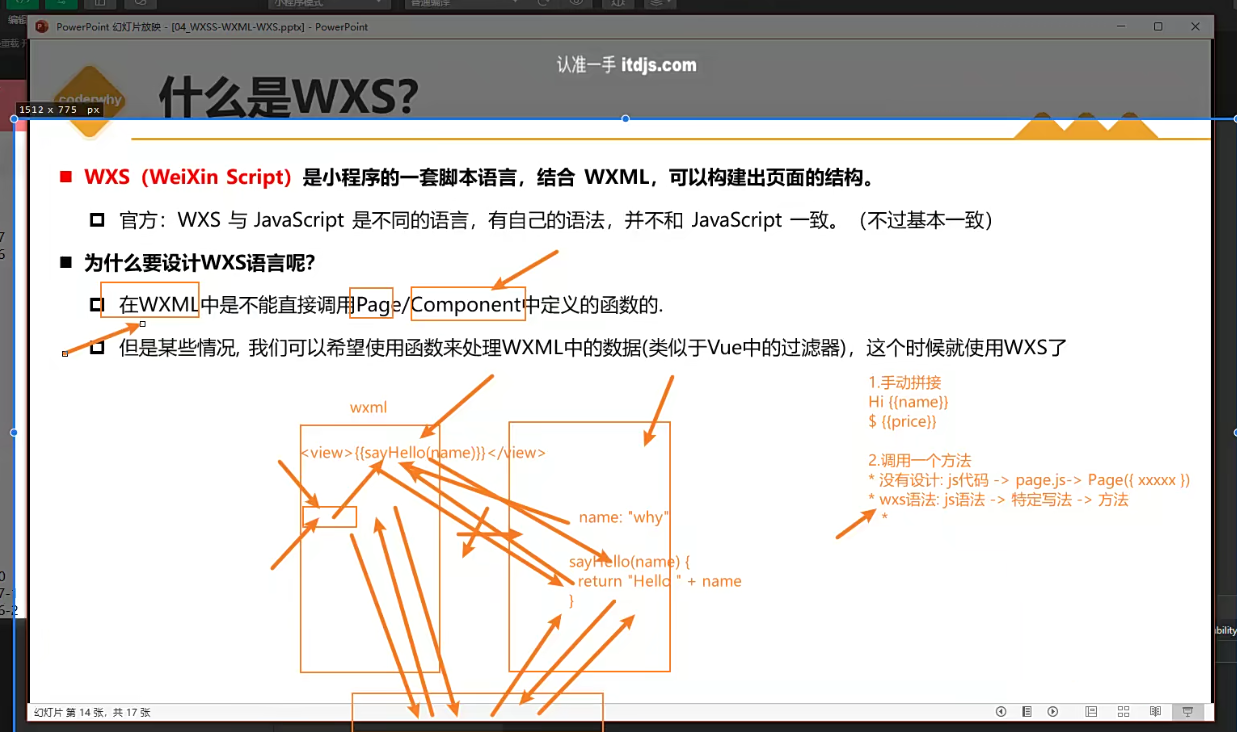 小程序模式
普通编译
编辑
PowerPoint 幻灯片放映 - [04_WXSS-WXML-WXS.pptx] - PowerPoint
认准一手 itdjs.com
coderwhy
什么是WXS?
1512 x 775 px
WXS（WeiXin Script）是小程序的一套脚本语言，结合 WXML，可以构建出页面的结构。
官方：WXS 与 JavaScript 是不同的语言，有自己的语法，并不和 JavaScript 一致。（不过基本一致）
为什么要设计WXS语言呢?
在WXML中是不能直接调用Page/Component中定义的函数的.
但是某些情况, 我们可以希望使用函数来处理WXML中的数据(类似于Vue中的过滤器)，这个时候就使用WXS了
wxml
<view>{{sayHello(name)}}</view>
name: "why"
sayHello(name) {
return "Hello " + name
}
1.手动拼接
Hi {{name}}
$ {{price}}
2.调用一个方法
* 没有设计: js代码 -> page.js-> Page({ xxxxx })
* wxs语法: js语法 -> 特定写法 -> 方法
*
幻灯片 第 14 张，共 17 张